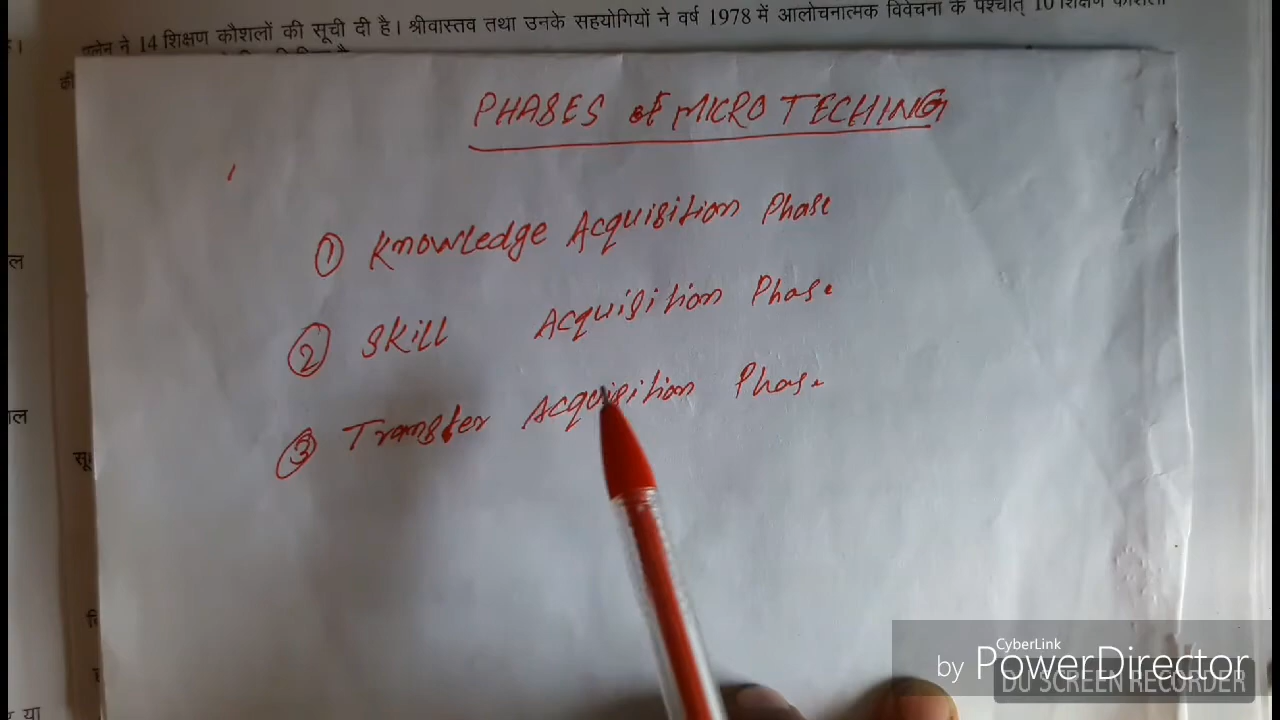 लेन ने 14 शिक्षण कौशलों की सूची दी है। श्रीवास्तव तथा उनके सहयोगियों ने वर्ष 1978 में आलोचनात्मक विवेचना के पश्चात् 10 शिक्षण
है।
की
PHASES of MICRO TECHING
① Knowledge Acquisition Phase
② Skill Acquisition Phase
③ Transfer Acquisition Phase
CyberLink
by PowerDirector
DU SCREEN RECORDER
या